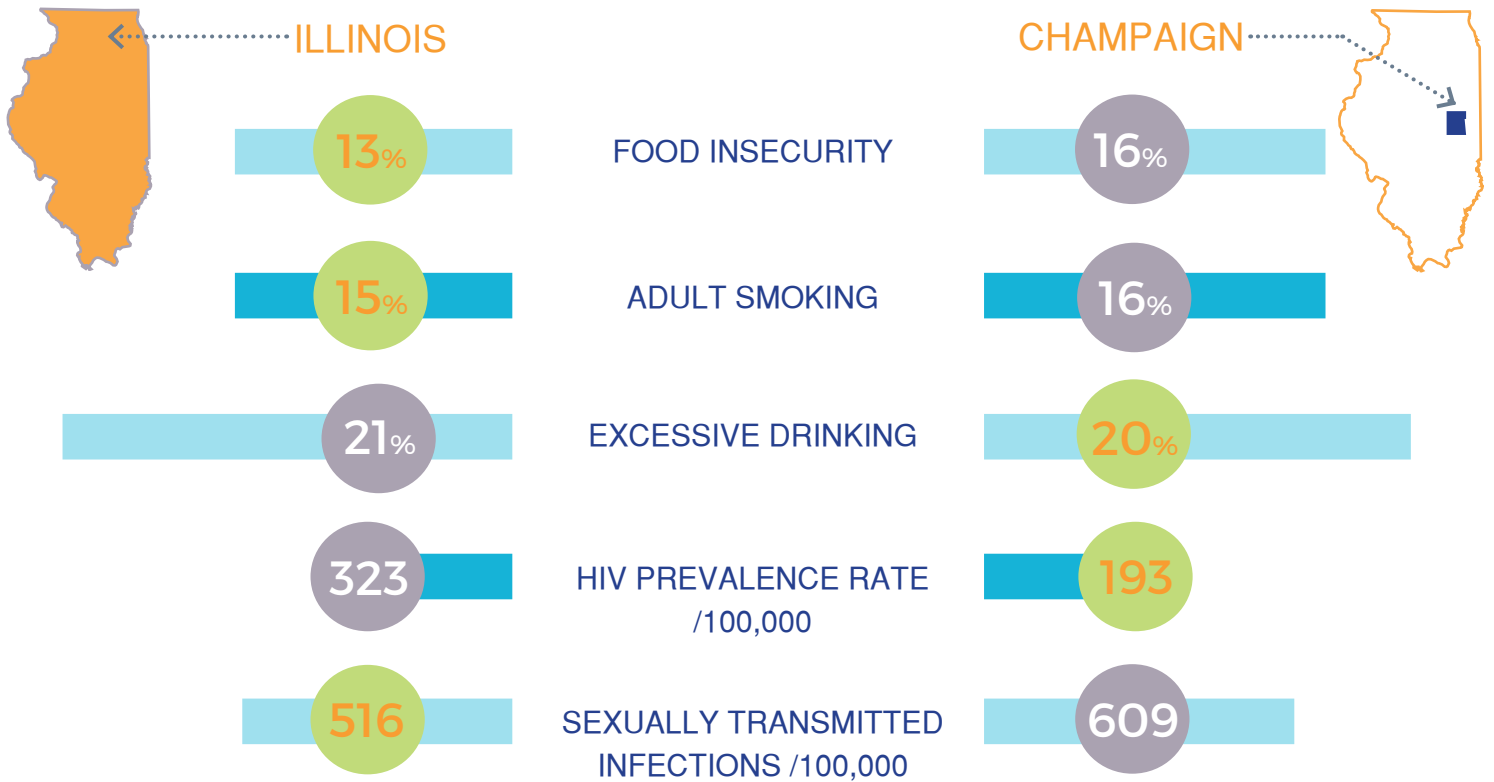 ILLINOIS
CHAMPAIGN
13%
FOOD INSECURITY
16%
15%
ADULT SMOKING
16%
21%
EXCESSIVE DRINKING
20%
323
HIV PREVALENCE RATE
/100,000
193
516
SEXUALLY TRANSMITTED
INFECTIONS /100,000
609